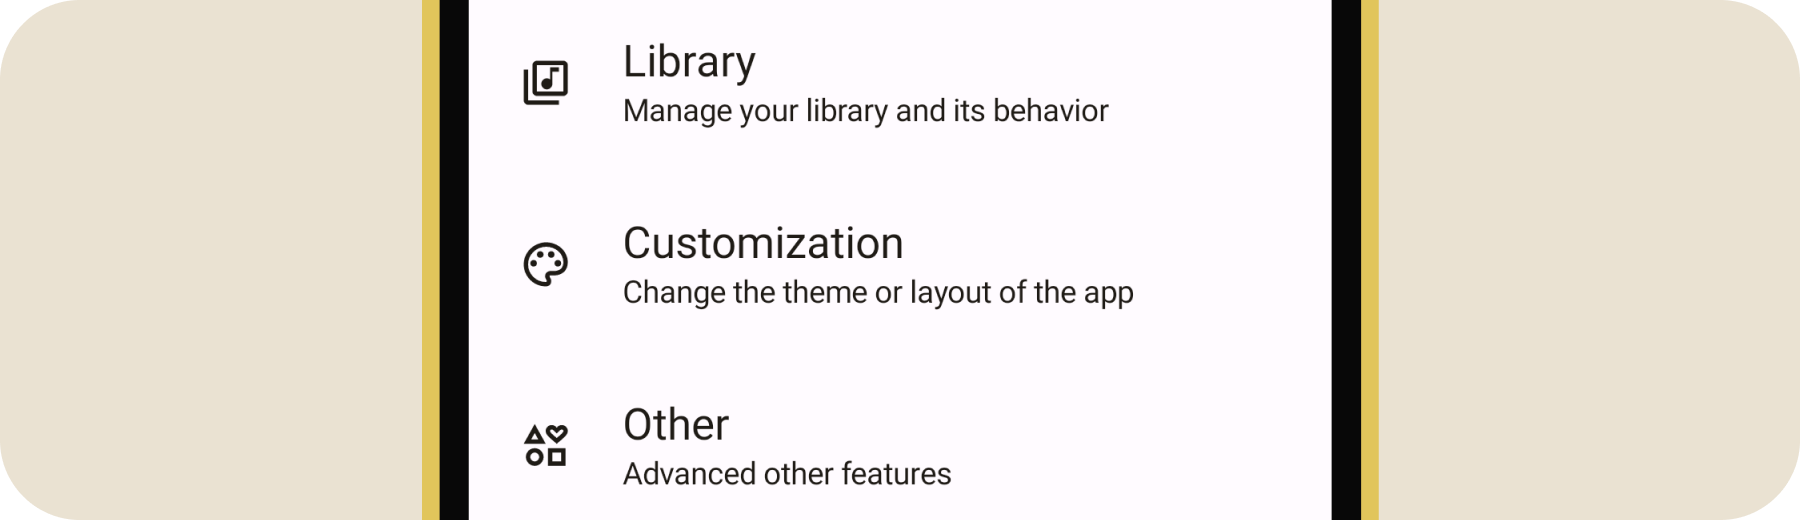 Library
Manage your library and its behavior
Customization
Change the theme or layout of the app
Other
Advanced other features